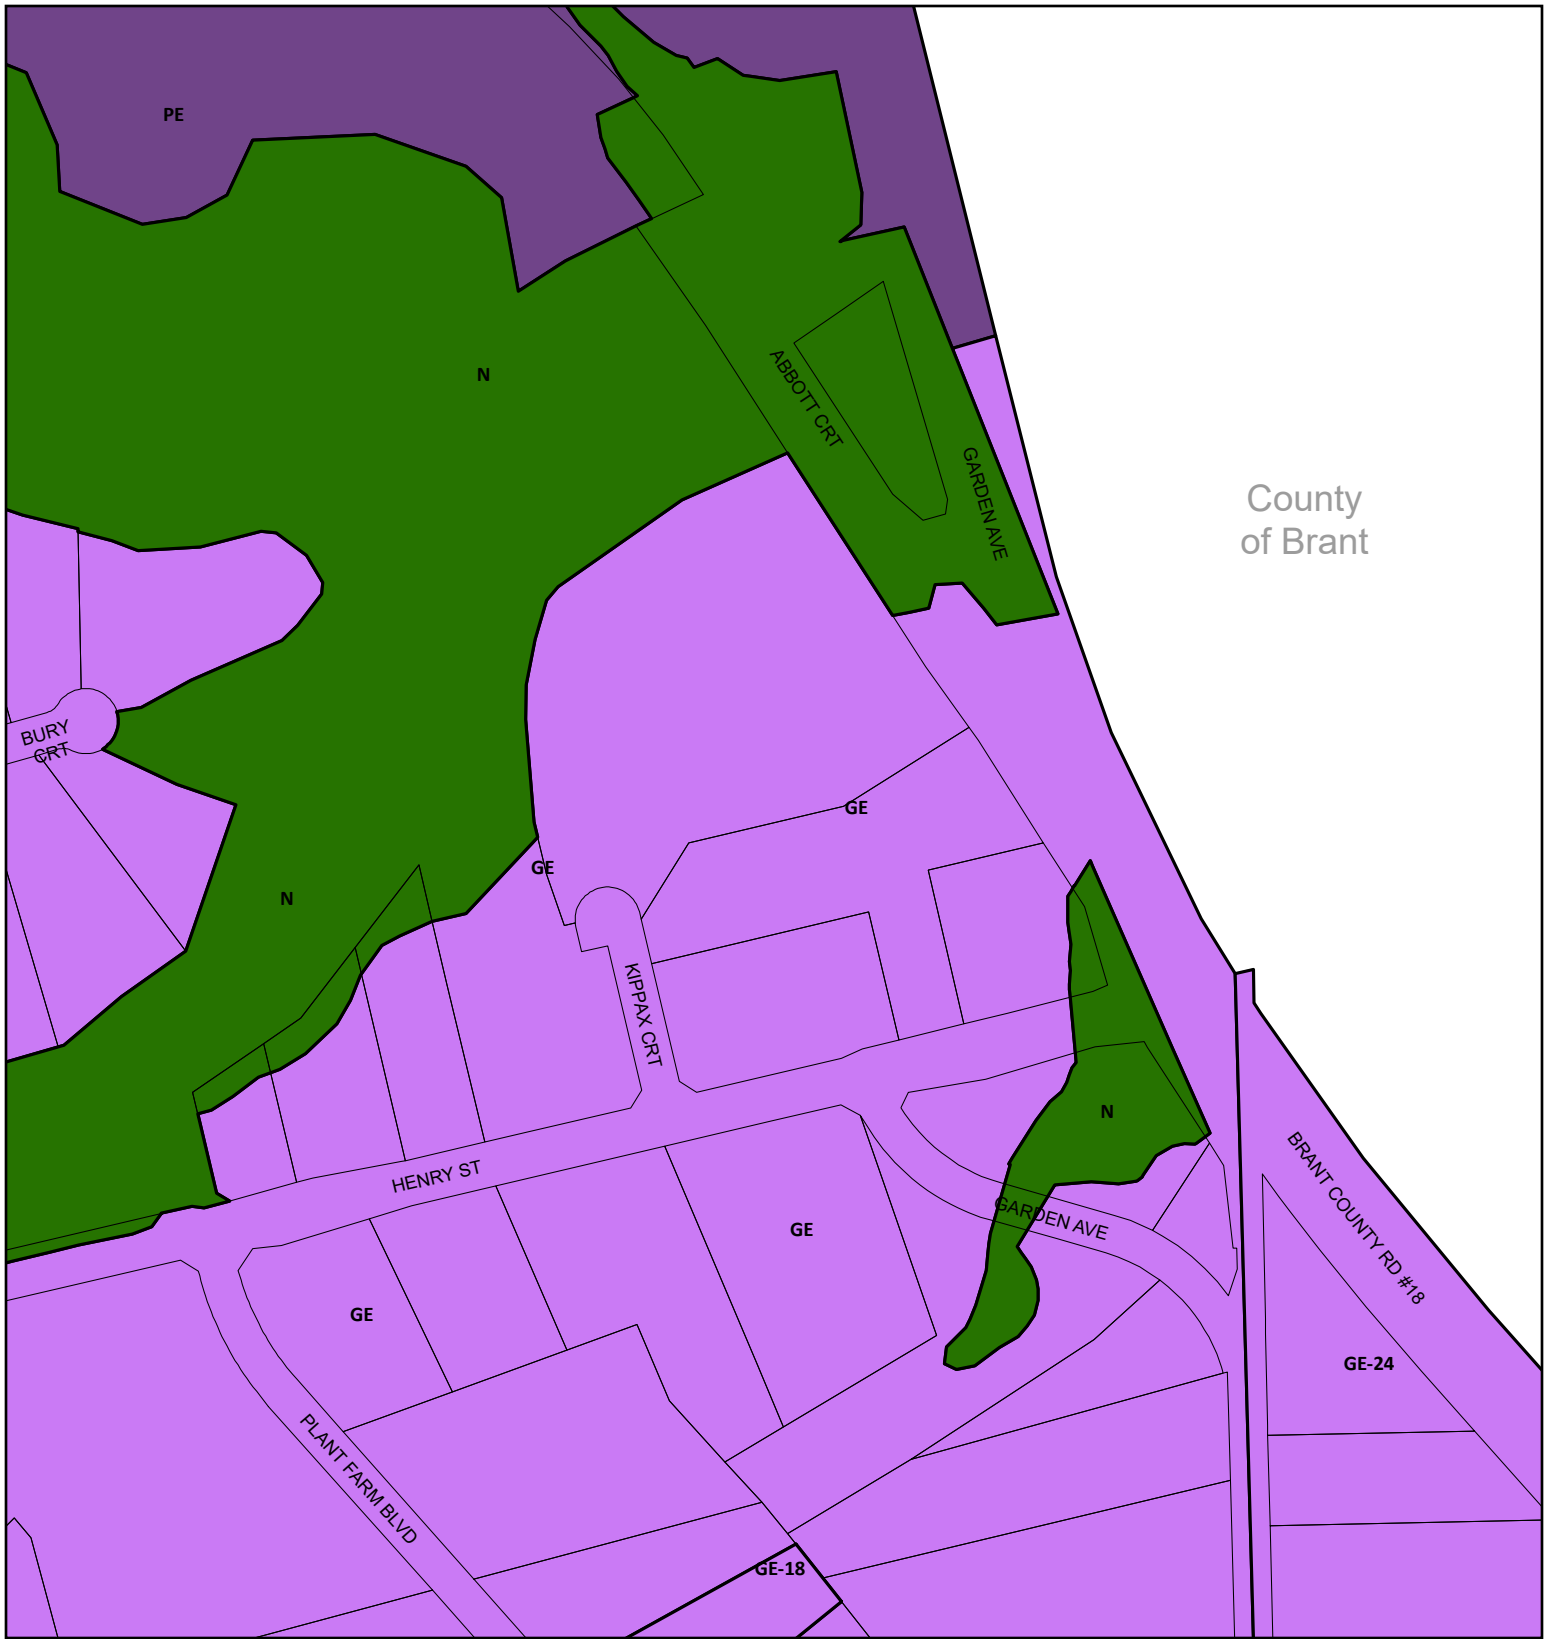 PE
N
ABBOTT CRT
GARDEN AVE
County
of Brant
BURY
CRT
GE
GE
N
KIPPAX CRT
N
HENRY ST
GARDEN AVE
GE
BRANT COUNTY RD #18
GE
GE-24
PLANT FARM BLVD
GE-18